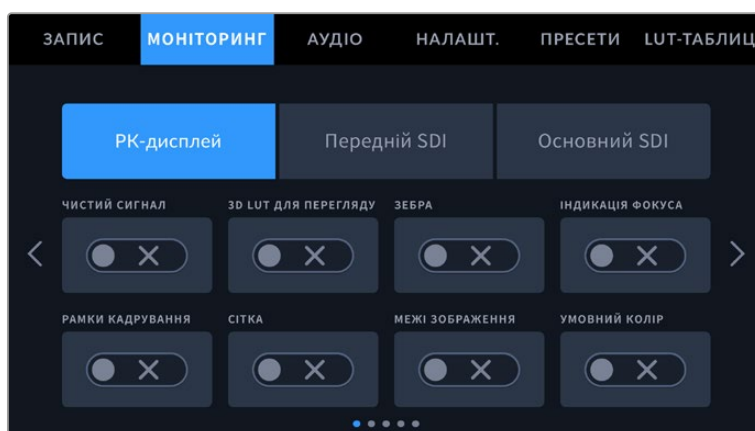 ЗАПИС МОНІТОРИНГ АУДІО НАЛАШТ. ПРЕСЕТИ LUT-ТАБЛИЦ
РК-дисплей Передній SDI Основний SDI
ЧИСТИЙ СИГНАЛ 3D LUT ДЛЯ ПЕРЕГЛЯДУ ЗЕБРА ІНДИКАЦІЯ ФОКУСА
РАМКИ КАДРУВАННЯ СІТКА МЕЖІ ЗОБРАЖЕННЯ УМОВНИЙ КОЛІР